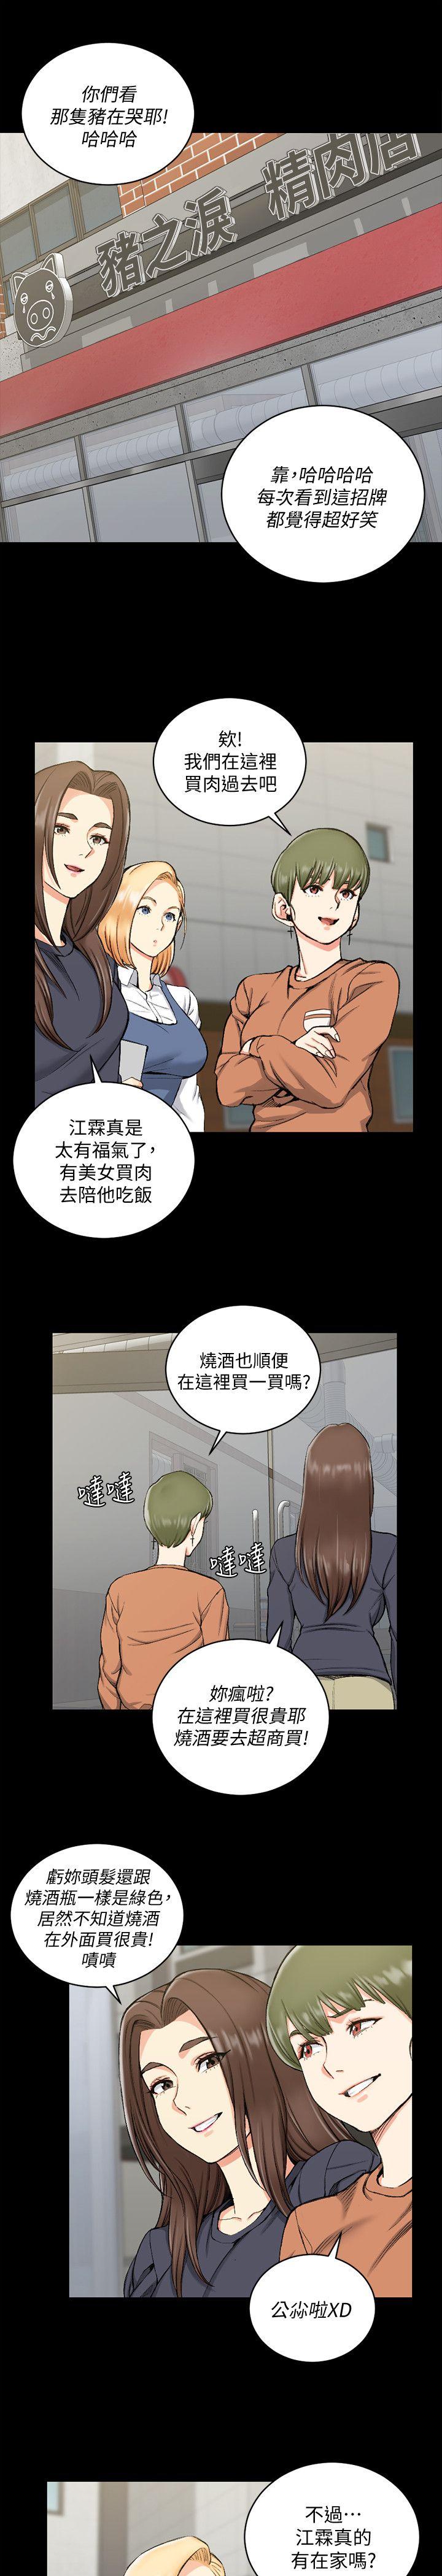 你們看
那隻豬在哭耶!
哈哈哈
豬之淚 精肉店
靠,哈哈哈哈
每次看到這招牌
都覺得超好笑
欸!
我們在這裡
買肉過去吧
江霖真是
太有福氣了,
有美女買肉
去陪他吃飯
燒酒也順便
在這裡買一買嗎?
噠噠
噠噠
妳瘋啦?
在這裡買很貴耶
燒酒要去超商買!
虧妳頭髮還跟
燒酒瓶一樣是綠色,
居然不知道燒酒
在外面買很貴!
嘖嘖
公尛啦XD
不過…
江霖真的
有在家嗎?